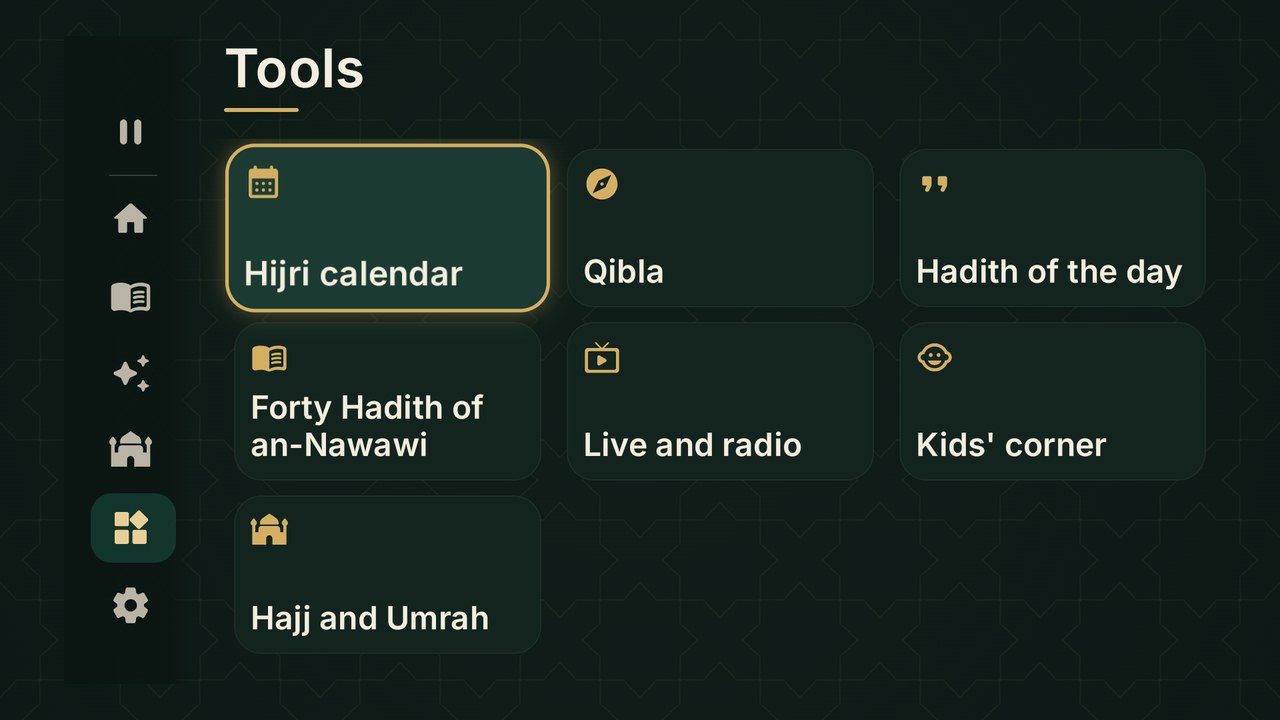 Tools
Hijri calendar
Qibla
Hadith of the day
Forty Hadith of
an-Nawawi
Live and radio
Kids' corner
Hajj and Umrah